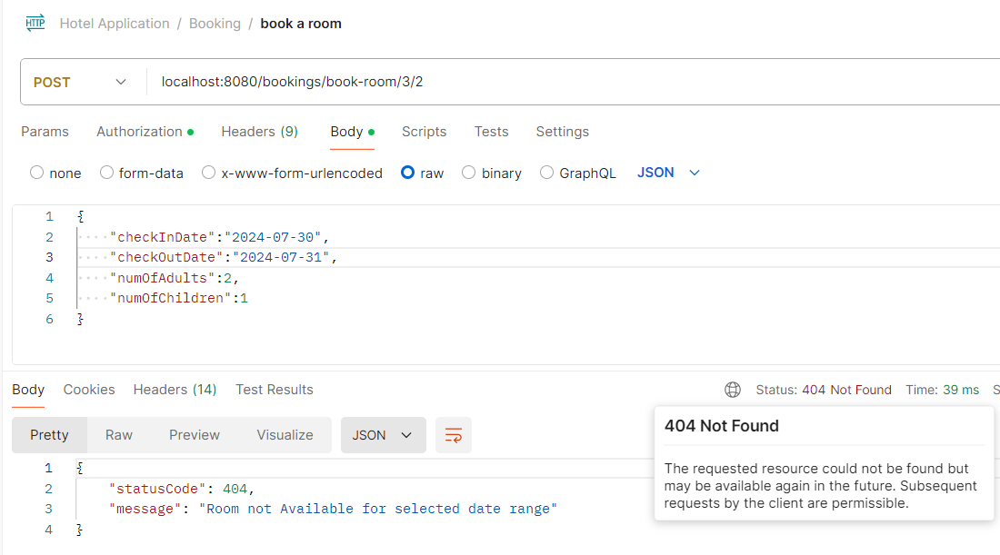 HTTP Hotel Application / Booking / book a room
POST localhost:8080/bookings/book-room/3/2
Params Authorization Headers (9) Body Scripts Tests Settings
none form-data x-www-form-urlencoded raw binary GraphQL JSON
1 {
2 "checkInDate":"2024-07-30",
3 "checkOutDate":"2024-07-31",
4 "numOfAdults":2,
5 "numOfChildren":1
6 }
Body Cookies Headers (14) Test Results Status: 404 Not Found Time: 39 ms S
Pretty Raw Preview Visualize JSON
404 Not Found
The requested resource could not be found but
may be available again in the future. Subsequent
requests by the client are permissible.
1 {
2 "statusCode": 404,
3 "message": "Room not Available for selected date range"
4 }